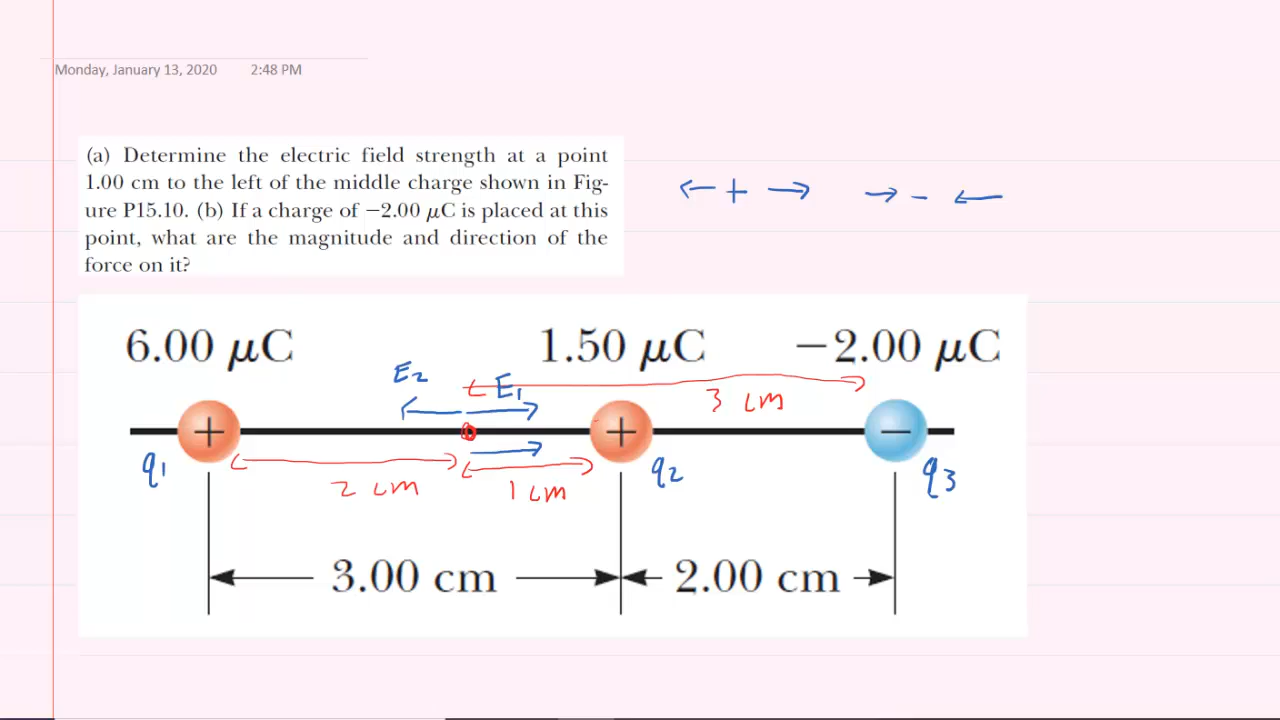 Monday, January 13, 2020 2:48 PM
(a) Determine the electric field strength at a point
1.00 cm to the left of the middle charge shown in Fig-
ure P15.10. (b) If a charge of −2.00 μC is placed at this
point, what are the magnitude and direction of the
force on it?
← + → → - ←
6.00 μC 1.50 μC −2.00 μC
E2 E1
3 cm
+ + −
q1 q2 q3
2 cm 1 cm
3.00 cm 2.00 cm